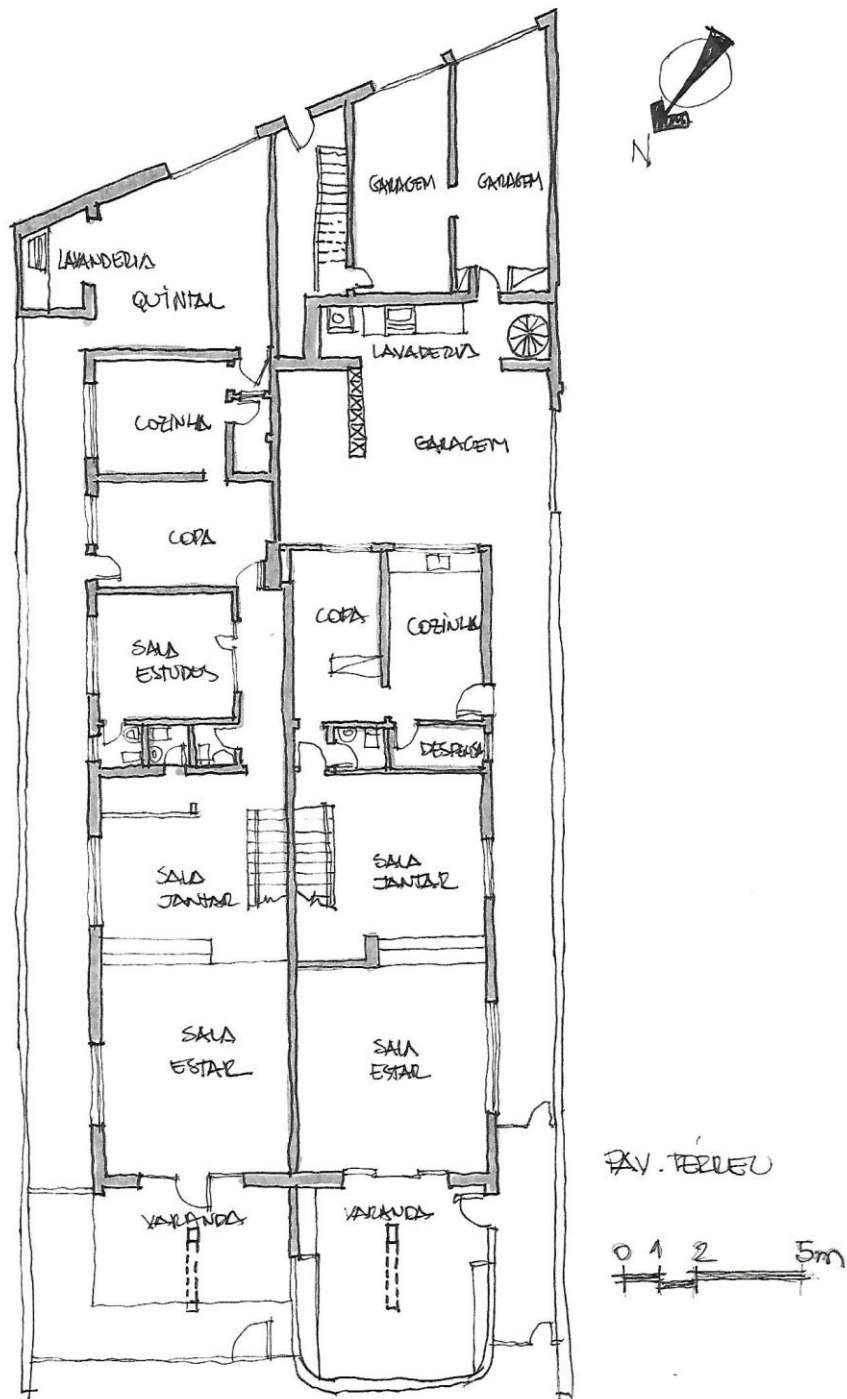 N
GARAGEM
GARAGEM
LAVANDERIA
QUINTAL
LAVADERIA
COZINHA
GARAGEM
COPA
COPA
COZINHA
SALA
ESTUDOS
DESPENSA
SALA
JANTAR
SALA
JANTAR
SALA
ESTAR
SALA
ESTAR
PAV. TÉRREO
VARANDA
VARANDA
0 1 2 5m